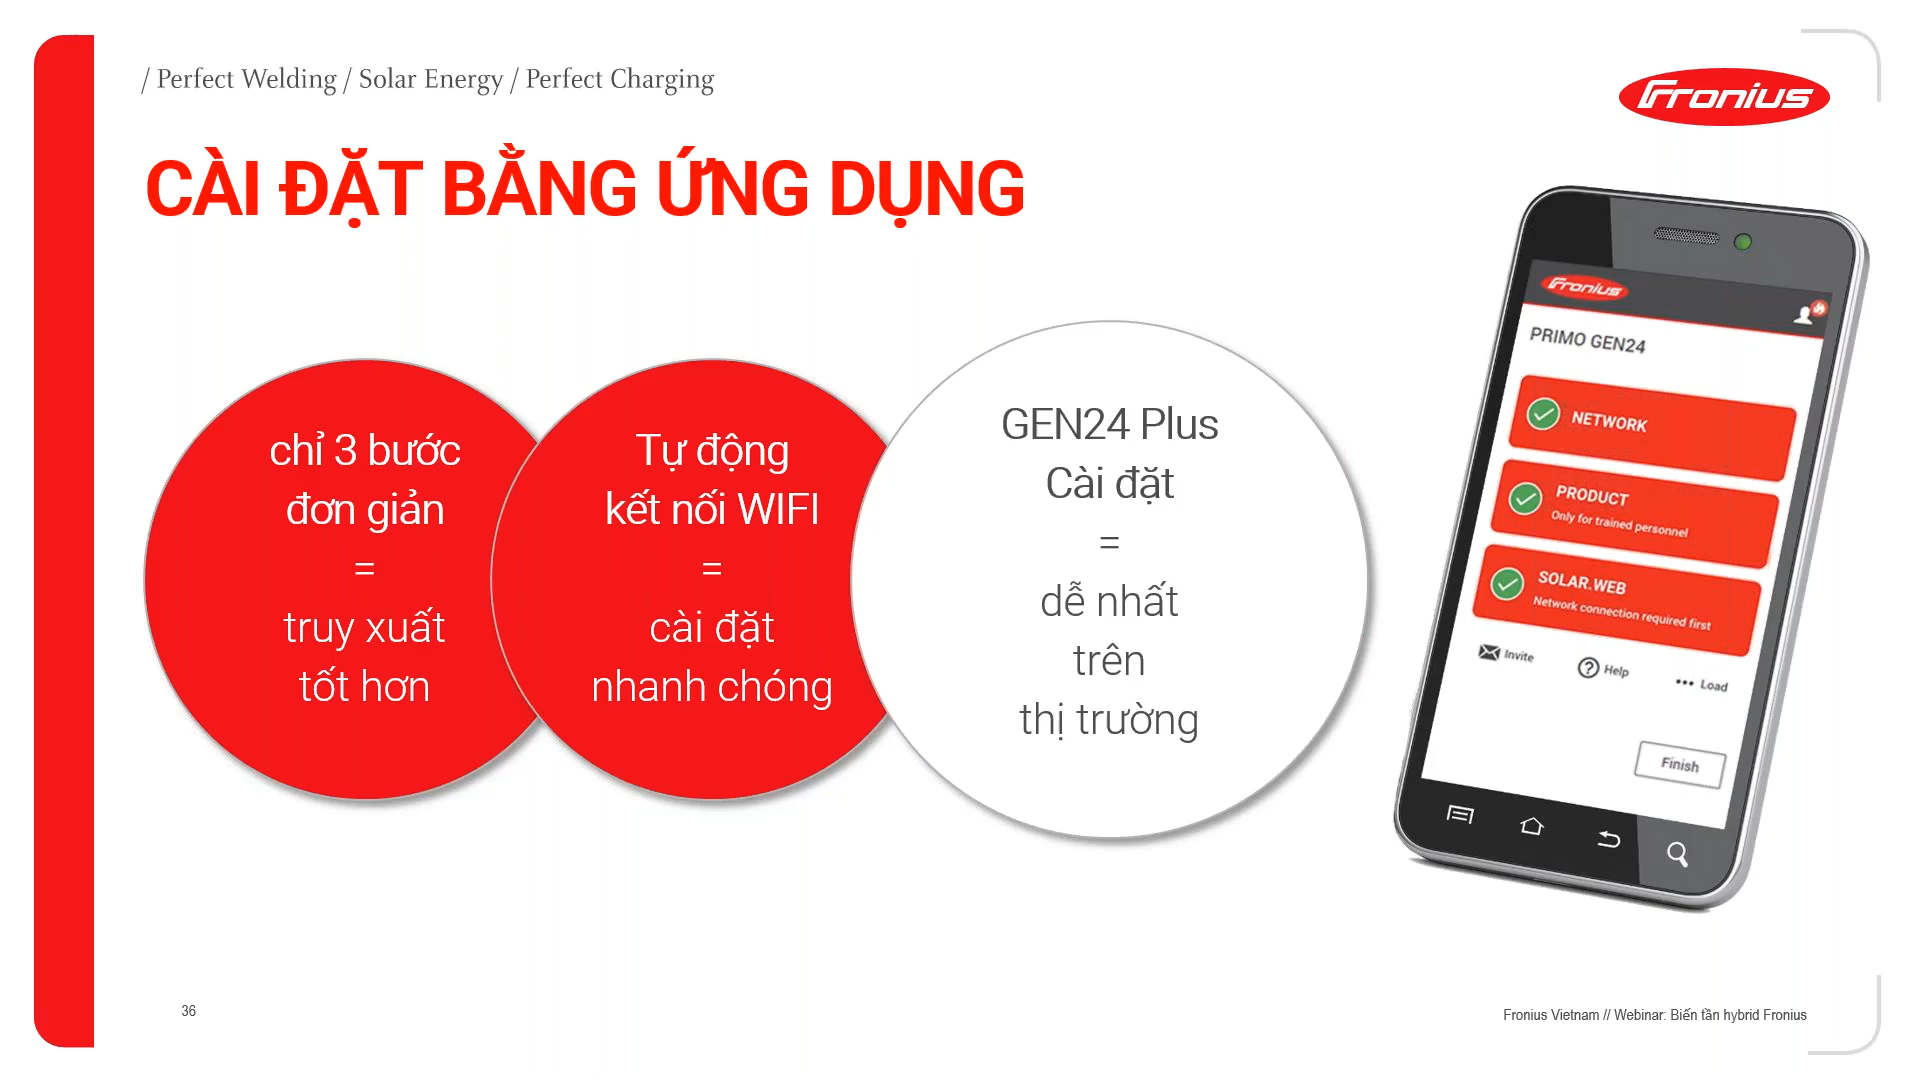 / Perfect Welding / Solar Energy / Perfect Charging
Fronius
CÀI ĐẶT BẰNG ỨNG DỤNG
chỉ 3 bước
đơn giản
=
truy xuất
tốt hơn
Tự động
kết nối WIFI
=
cài đặt
nhanh chóng
GEN24 Plus
Cài đặt
=
dễ nhất
trên
thị trường
Fronius
PRIMO GEN24
NETWORK
PRODUCT
Only for trained personnel
SOLAR.WEB
Network connection required first
Invite
Help
Load
Finish
36
Fronius Vietnam // Webinar: Biến tần hybrid Fronius